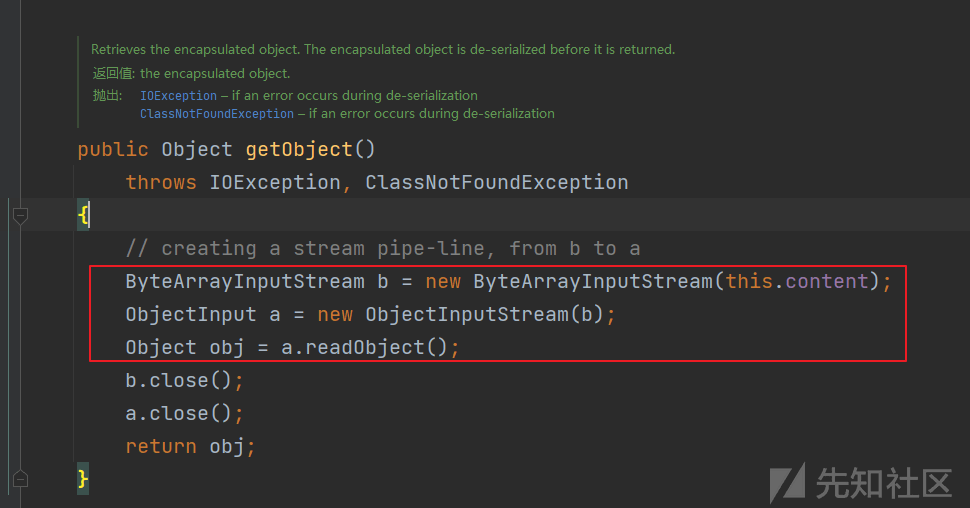 Retrieves the encapsulated object. The encapsulated object is de-serialized before it is returned.
返回值: the encapsulated object.
抛出: IOException – if an error occurs during de-serialization
ClassNotFoundException – if an error occurs during de-serialization
public Object getObject()
throws IOException, ClassNotFoundException
{
// creating a stream pipe-line, from b to a
ByteArrayInputStream b = new ByteArrayInputStream(this.content);
ObjectInput a = new ObjectInputStream(b);
Object obj = a.readObject();
b.close();
a.close();
return obj;
}
先知社区